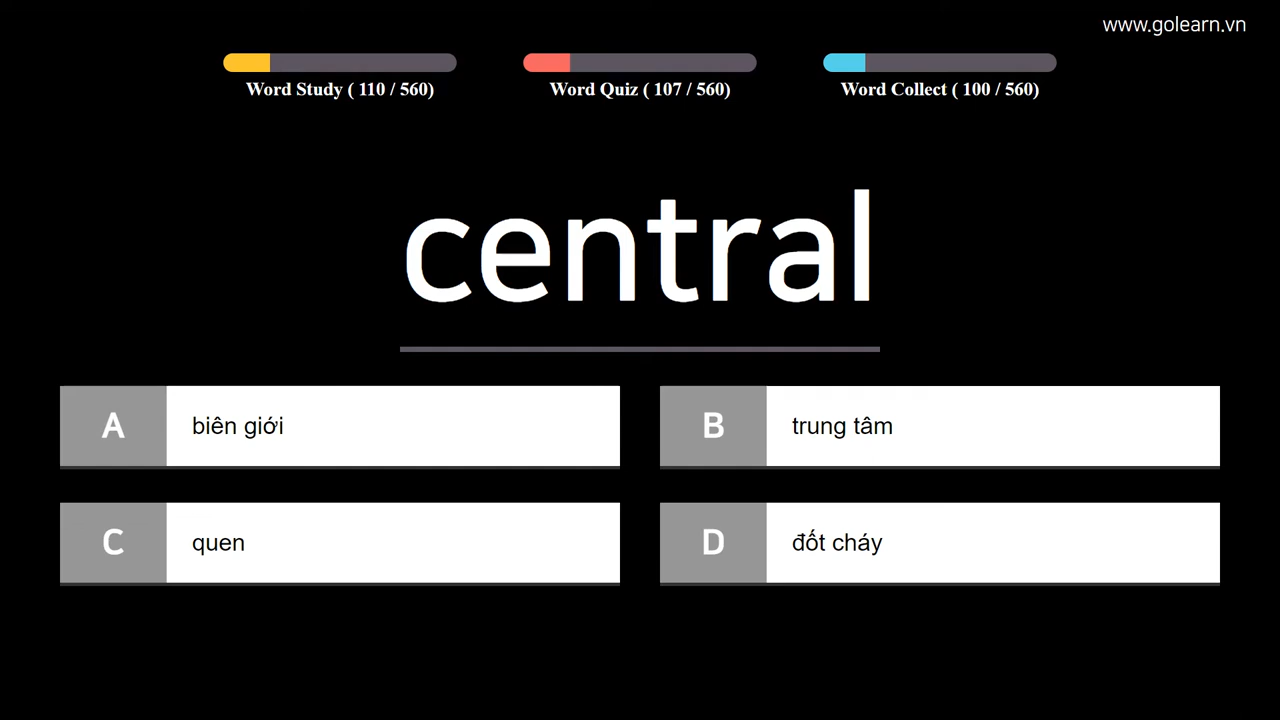 www.golearn.vn
Word Study ( 110 / 560)
Word Quiz ( 107 / 560)
Word Collect ( 100 / 560)
central
A biên giới
B trung tâm
C quen
D đốt cháy